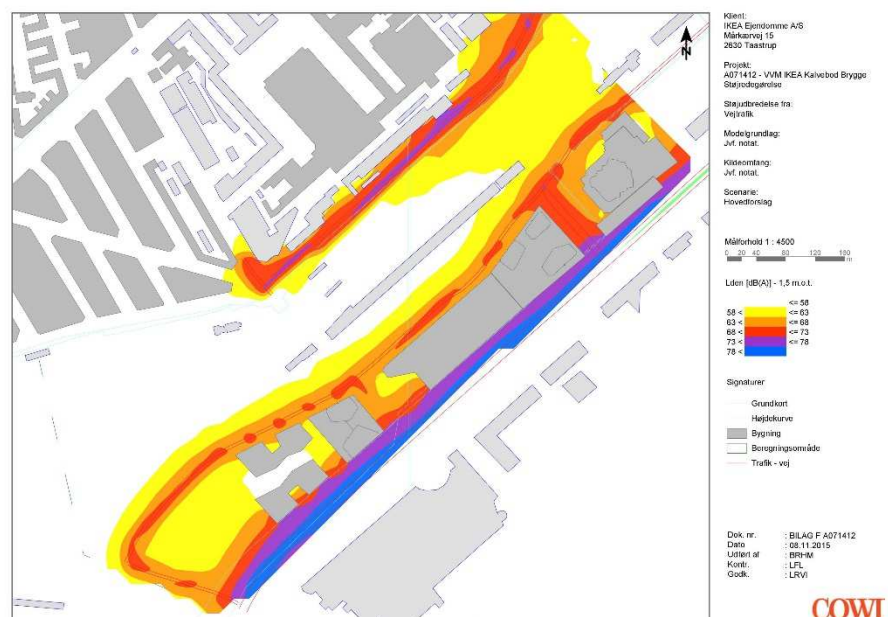 Klient:
IKEA Ejendomme A/S
Mårkærvej 15
2630 Taastrup
Projekt:
A071412 - VVM IKEA Kalvebod Brygge
Støjredegørelse
Støjudbredelse fra:
Vejtrafik
Modelgrundlag:
Jvf. notat.
Kildeomfang:
Jvf. notat.
Scenarie:
Hovedforslag
N
Målforhold 1 : 4500
0 20 40 80 120 160
m
Lden [dB(A)] - 1,5 m.o.t.
<= 58
58 < <= 63
63 < <= 68
68 < <= 73
73 < <= 78
78 <
Signaturer
Grundkort
Højdekurve
Bygning
Beregningsområde
Trafik - vej
Dok. nr. : BILAG F A071412
Dato : 08.11.2015
Udført af : BRHM
Kontr. : LFL
Godk. : LRVI
COWI